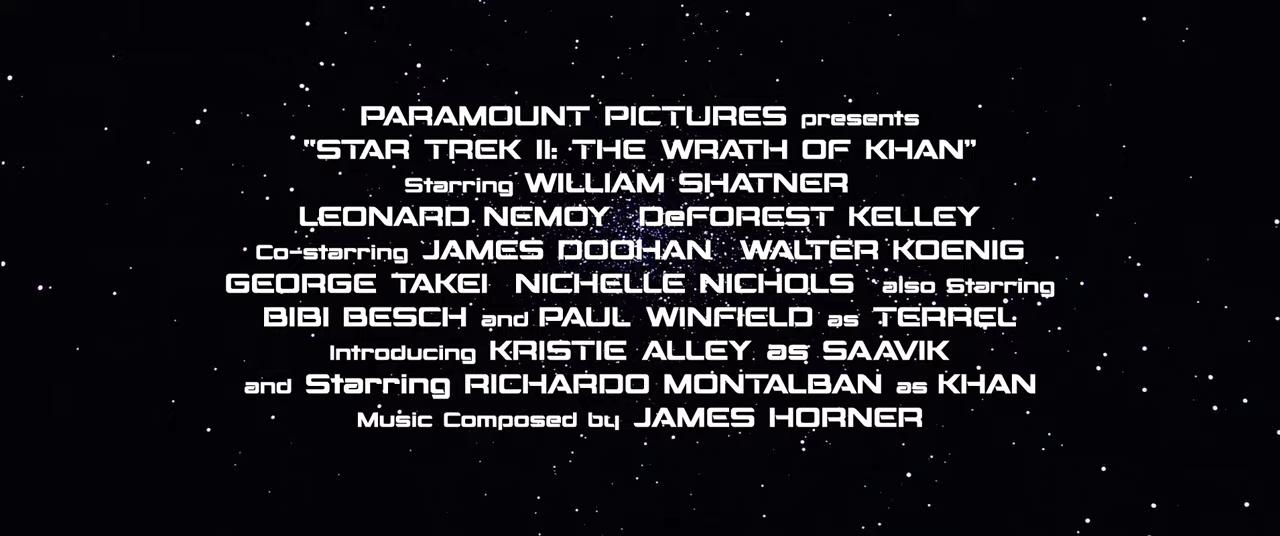 PARAMOUNT PICTURES presents
"STAR TREK II: THE WRATH OF KHAN"
Starring WILLIAM SHATNER
LEONARD NEMOY DeFOREST KELLEY
Co-starring JAMES DOOHAN WALTER KOENIG
GEORGE TAKEI NICHELLE NICHOLS also Starring
BIBI BESCH and PAUL WINFIELD as TERREL
Introducing KRISTIE ALLEY as SAAVIK
and Starring RICHARDO MONTALBAN as KHAN
Music Composed by JAMES HORNER